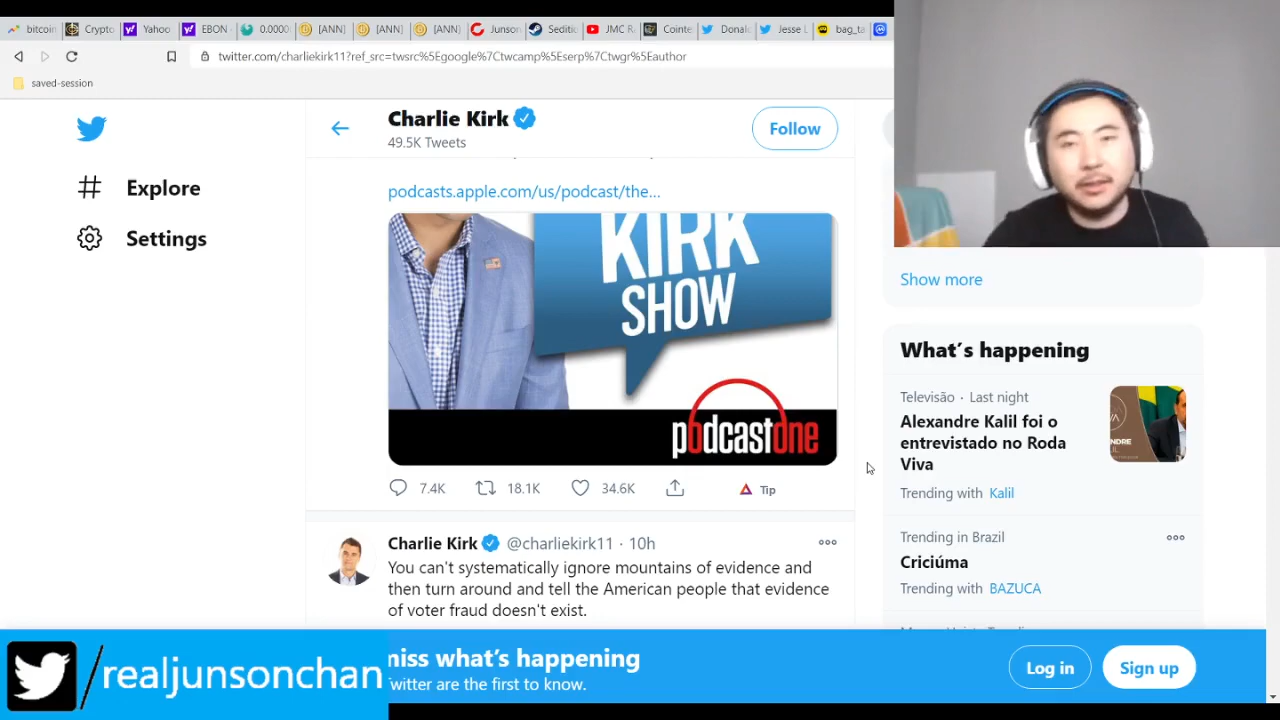 bitcoin
Crypto
Yahoo
EBON
0.0000
[ANN]
[ANN]
[ANN]
Junson
Seditio
JMC R
Cointe
Donal
Jesse L
bag_ta
twitter.com/charliekirk11?ref_src=twsrc%5Egoogle%7Ctwcamp%5Eserp%7Ctwgr%5Eauthor
saved-session
Charlie Kirk
49.5K Tweets
Follow
Explore
Settings
podcasts.apple.com/us/podcast/the...
KIRK
SHOW
podcastone
7.4K
18.1K
34.6K
Tip
Charlie Kirk @charliekirk11 · 10h
You can't systematically ignore mountains of evidence and
then turn around and tell the American people that evidence
of voter fraud doesn't exist.
Show more
What's happening
Televisão · Last night
Alexandre Kalil foi o
entrevistado no Roda
Viva
Trending with Kalil
Trending in Brazil
Criciúma
Trending with BAZUCA
miss what's happening
Twitter are the first to know.
Log in
Sign up
/realjunsonchan